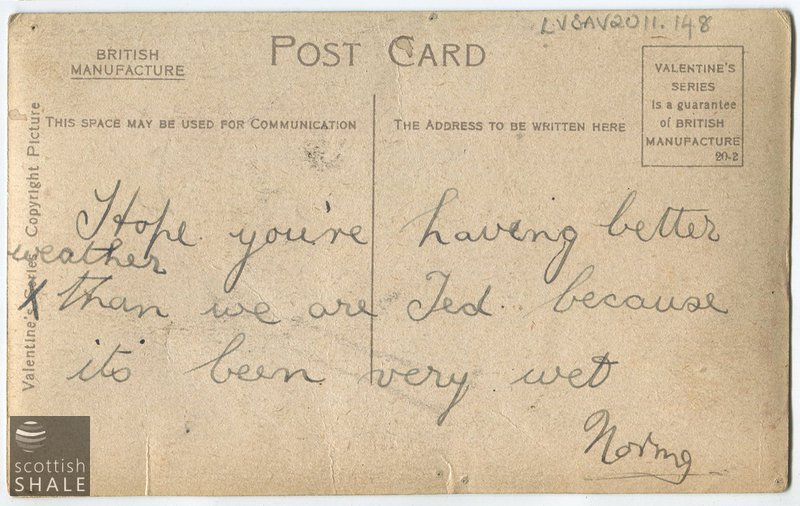 LVSAV2011.148
BRITISH
MANUFACTURE
POST CARD
VALENTINE'S
SERIES
is a guarantee
of BRITISH
MANUFACTURE
20-2
THIS SPACE MAY BE USED FOR COMMUNICATION
THE ADDRESS TO BE WRITTEN HERE
Valentine's Series. Copyright Picture
Hope you're having better
weather
x than we are Ted because
its been very wet
Norma
scottish
SHALE